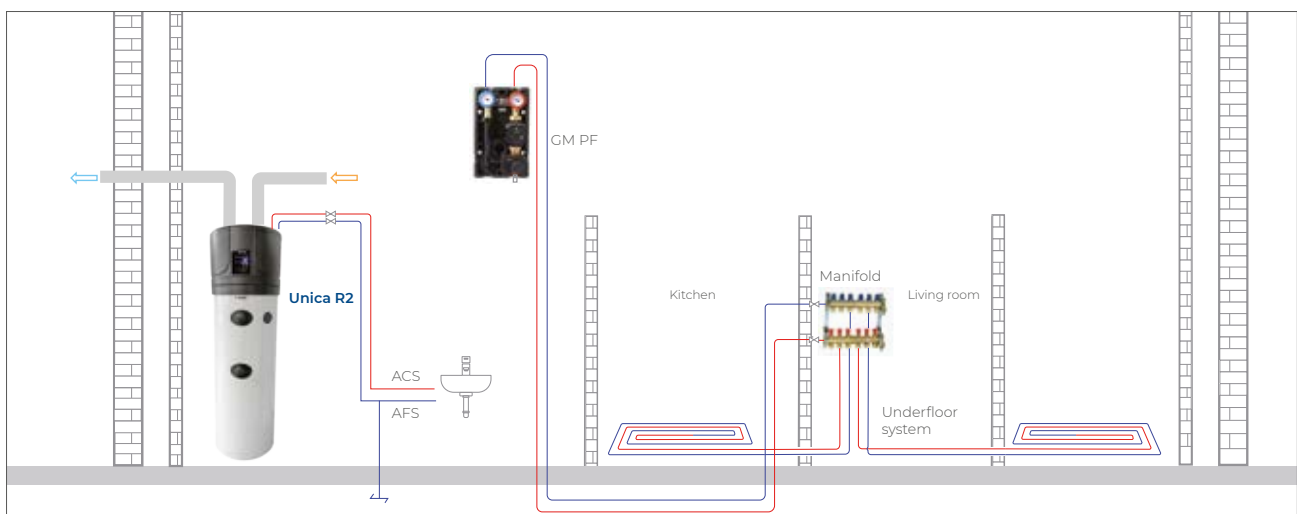 GM PF
Unica R2
ACS
AFS
Kitchen
Manifold
Living room
Underfloor
system